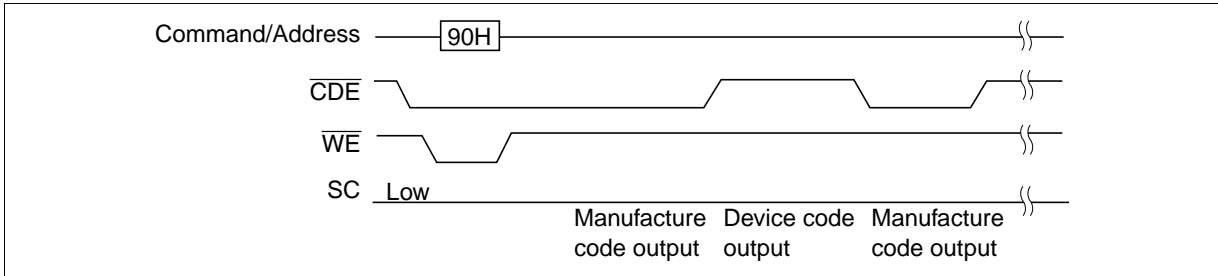 Command/Address 90H
CDE
WE
SC Low
Manufacture Device code Manufacture
code output output code output